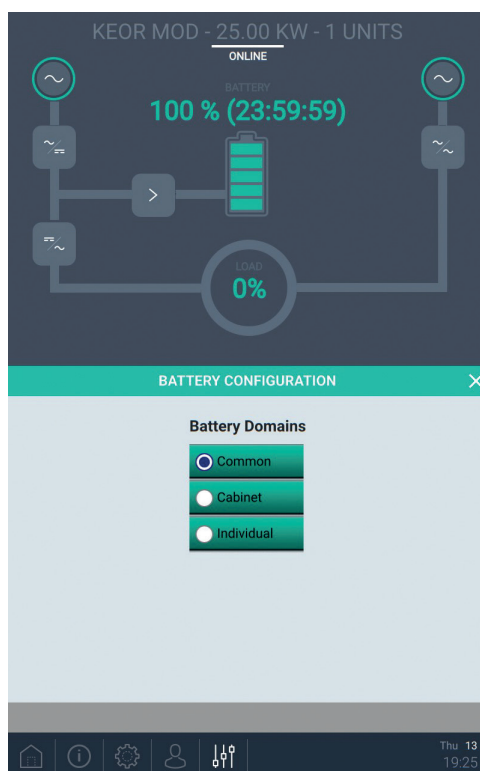 KEOR MOD - 25.00 KW - 1 UNITS
ONLINE
BATTERY
100 % (23:59:59)
LOAD
0%
BATTERY CONFIGURATION
Battery Domains
Common
Cabinet
Individual
Thu 13
19:25